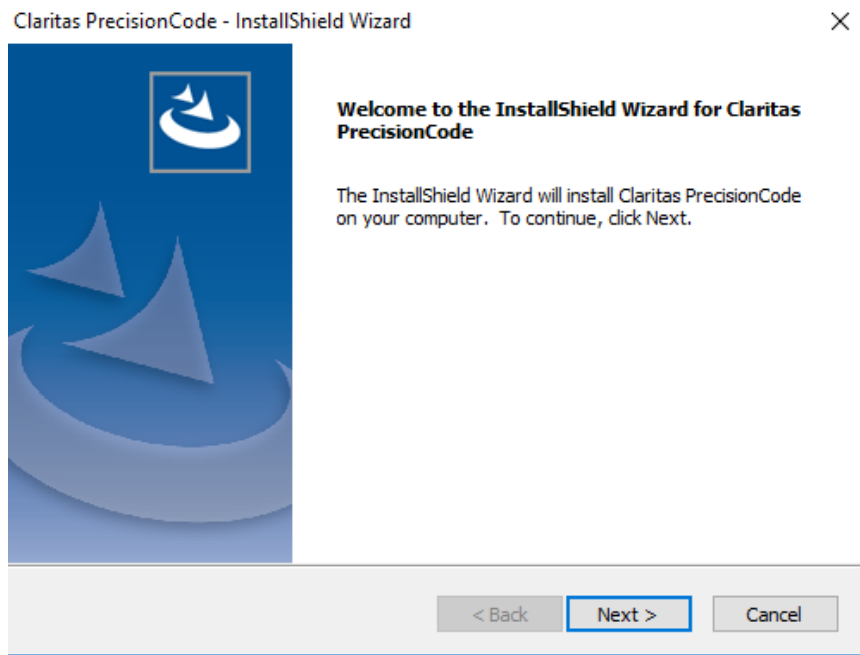 Claritas PrecisionCode - InstallShield Wizard
Welcome to the InstallShield Wizard for Claritas
PrecisionCode
The InstallShield Wizard will install Claritas PrecisionCode
on your computer.  To continue, click Next.
< Back
Next >
Cancel